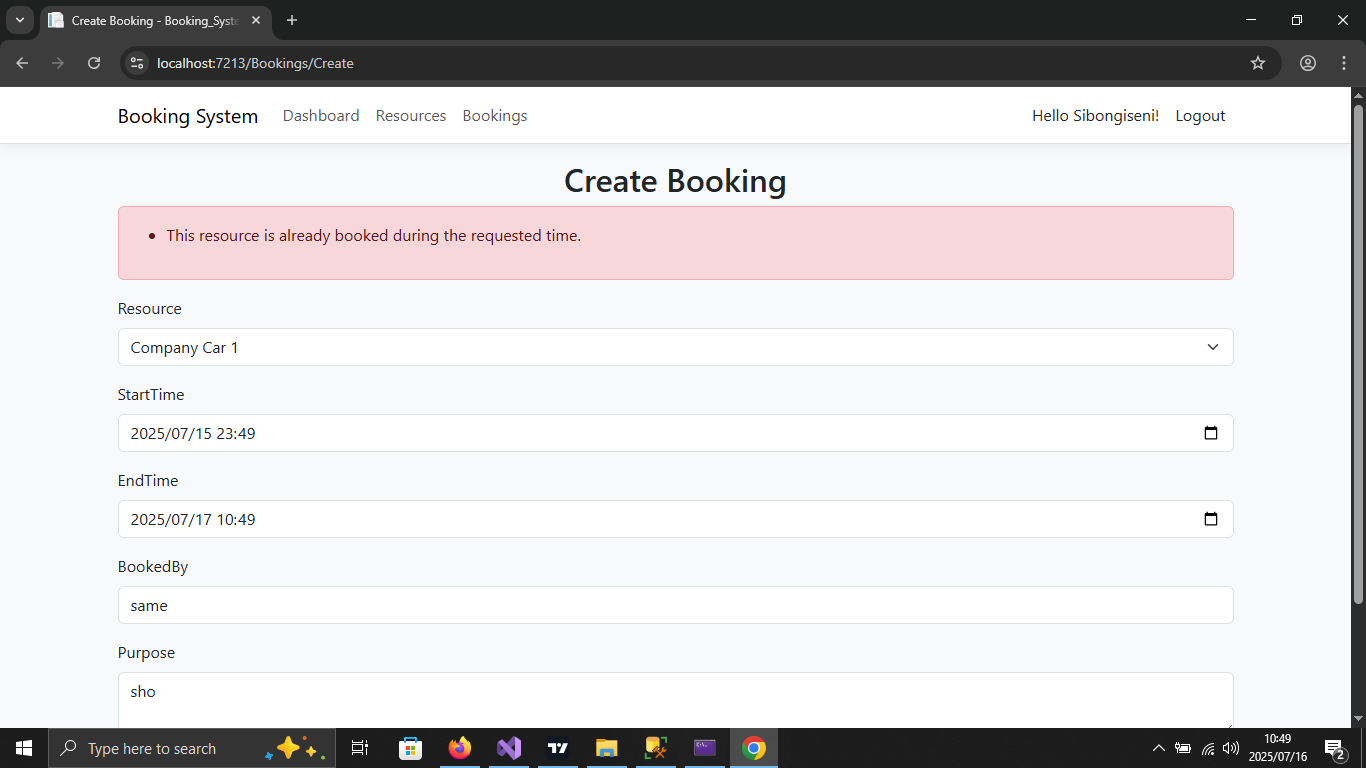 Create Booking - Booking_Syste
localhost:7213/Bookings/Create
Booking System Dashboard Resources Bookings Hello Sibongiseni! Logout
Create Booking
This resource is already booked during the requested time.
Resource
Company Car 1
StartTime
2025/07/15 23:49
EndTime
2025/07/17 10:49
BookedBy
same
Purpose
sho
Type here to search
10:49
2025/07/16
2